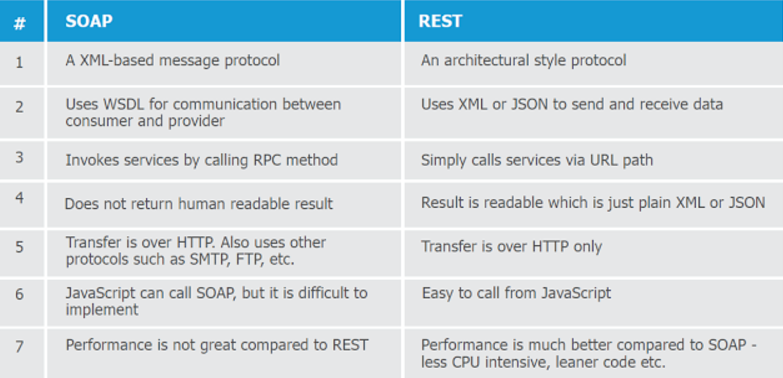 # SOAP REST
1 A XML-based message protocol An architectural style protocol
2 Uses WSDL for communication between Uses XML or JSON to send and receive data
consumer and provider
3 Invokes services by calling RPC method Simply calls services via URL path
4 Does not return human readable result Result is readable which is just plain XML or JSON
5 Transfer is over HTTP. Also uses other Transfer is over HTTP only
protocols such as SMTP, FTP, etc.
6 JavaScript can call SOAP, but it is difficult to Easy to call from JavaScript
implement
7 Performance is not great compared to REST Performance is much better compared to SOAP -
less CPU intensive, leaner code etc.